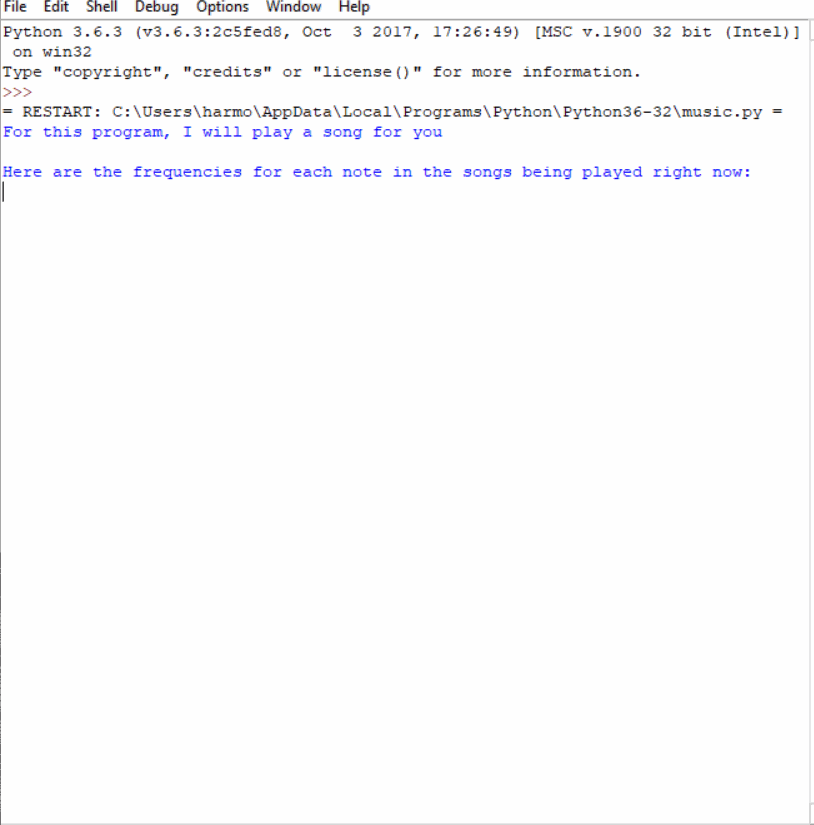 File Edit Shell Debug Options Window Help
Python 3.6.3 (v3.6.3:2c5fed8, Oct  3 2017, 17:26:49) [MSC v.1900 32 bit (Intel)]
 on win32
Type "copyright", "credits" or "license()" for more information.
>>>
= RESTART: C:\Users\harmo\AppData\Local\Programs\Python\Python36-32\music.py =
For this program, I will play a song for you
Here are the frequencies for each note in the songs being played right now: